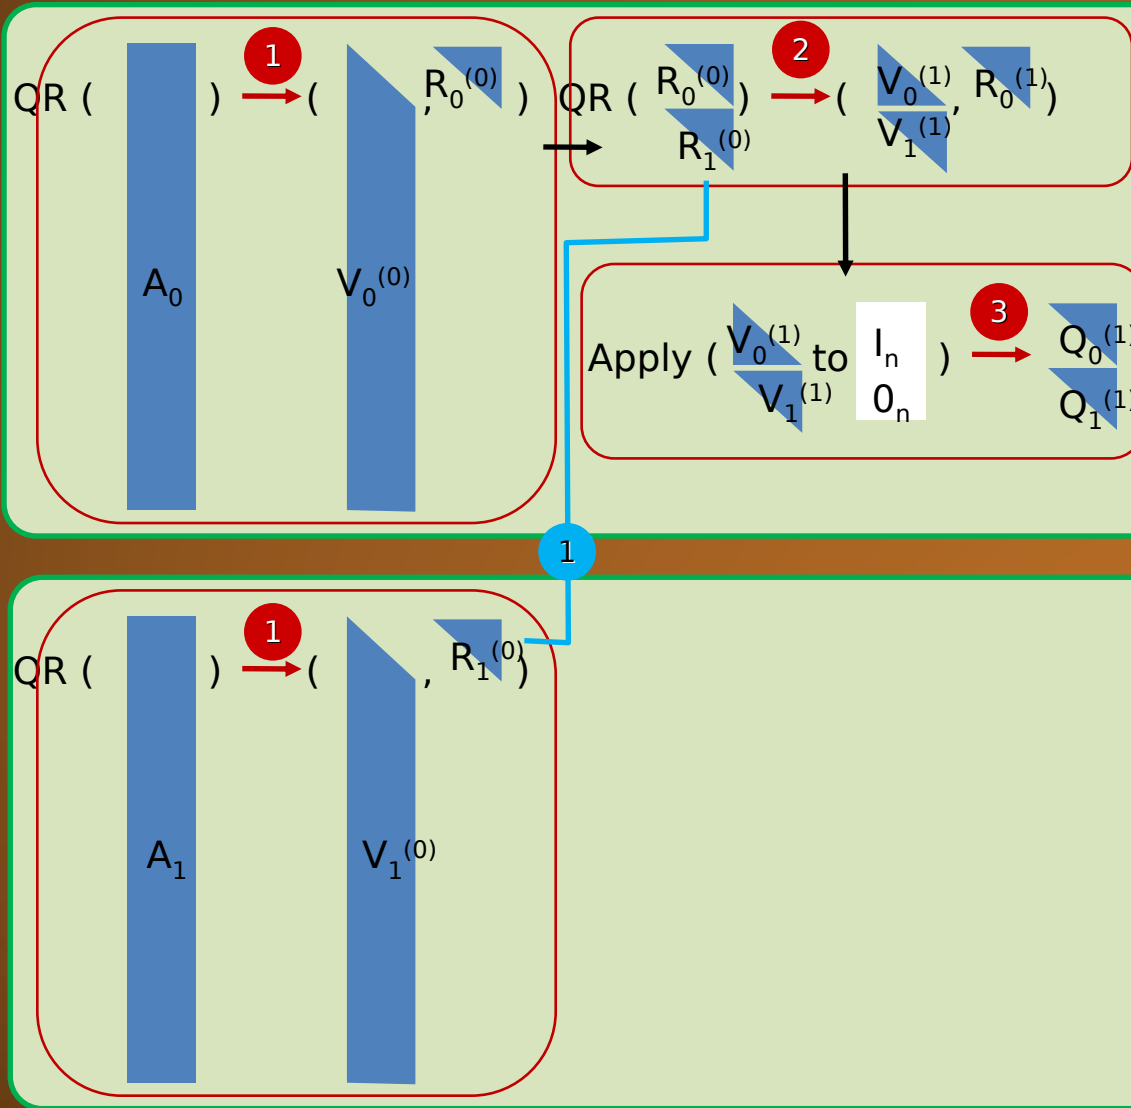 1
QR ( ) ( , R₀⁽⁰⁾ )
A₀
V₀⁽⁰⁾
2
QR ( R₀⁽⁰⁾ ) ( V₀⁽¹⁾ , R₀⁽¹⁾ )
R₁⁽⁰⁾ V₁⁽¹⁾
3
Apply ( V₀⁽¹⁾ to Iₙ ) Q₀⁽¹⁾
V₁⁽¹⁾ 0ₙ Q₁⁽¹⁾
1
1
QR ( ) ( , R₁⁽⁰⁾ )
A₁
V₁⁽⁰⁾